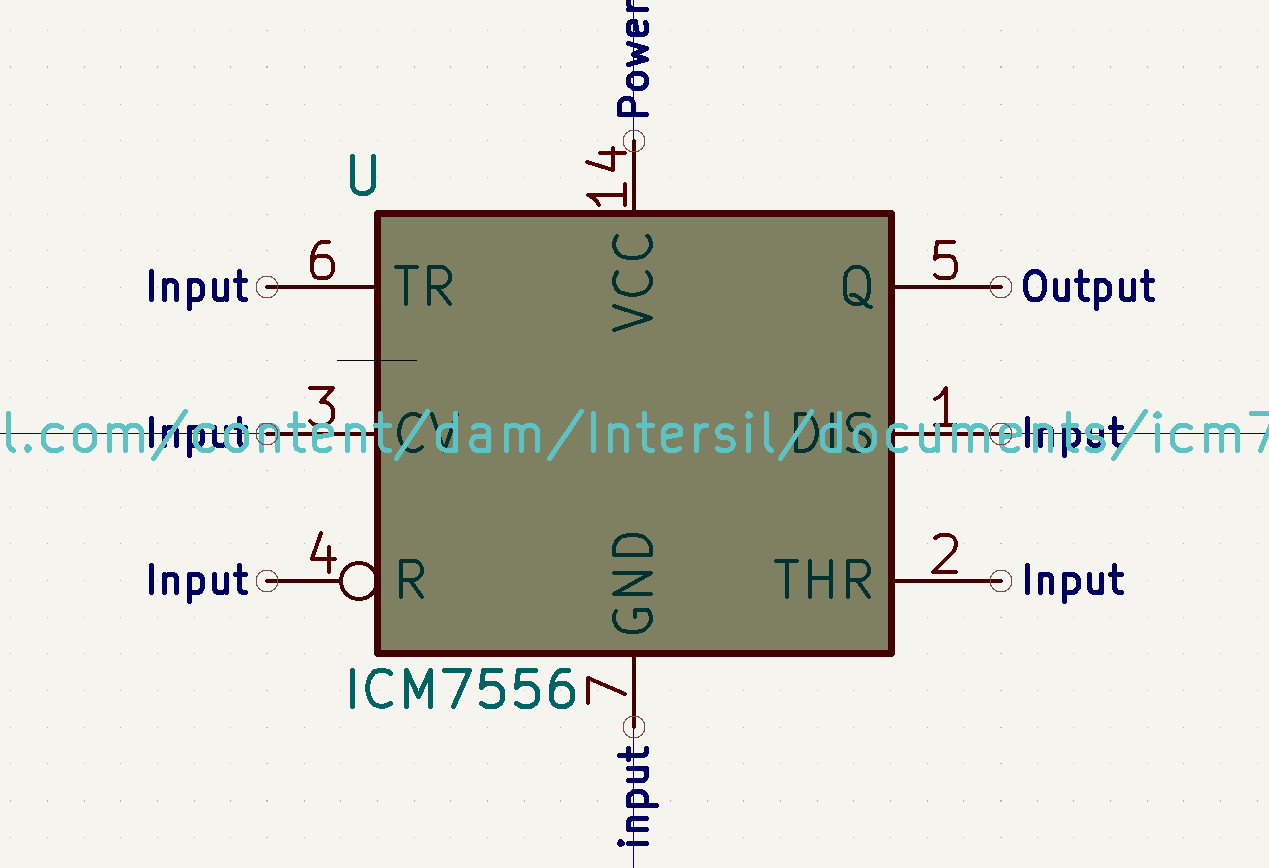 Power
14
U
6
5
Input
TR
VCC
Q
Output
3
1
Input
CV
DIS
Input
l.com/content/dam/Intersil/documents/icm7
4
2
Input
R
GND
THR
Input
ICM7556
7
input